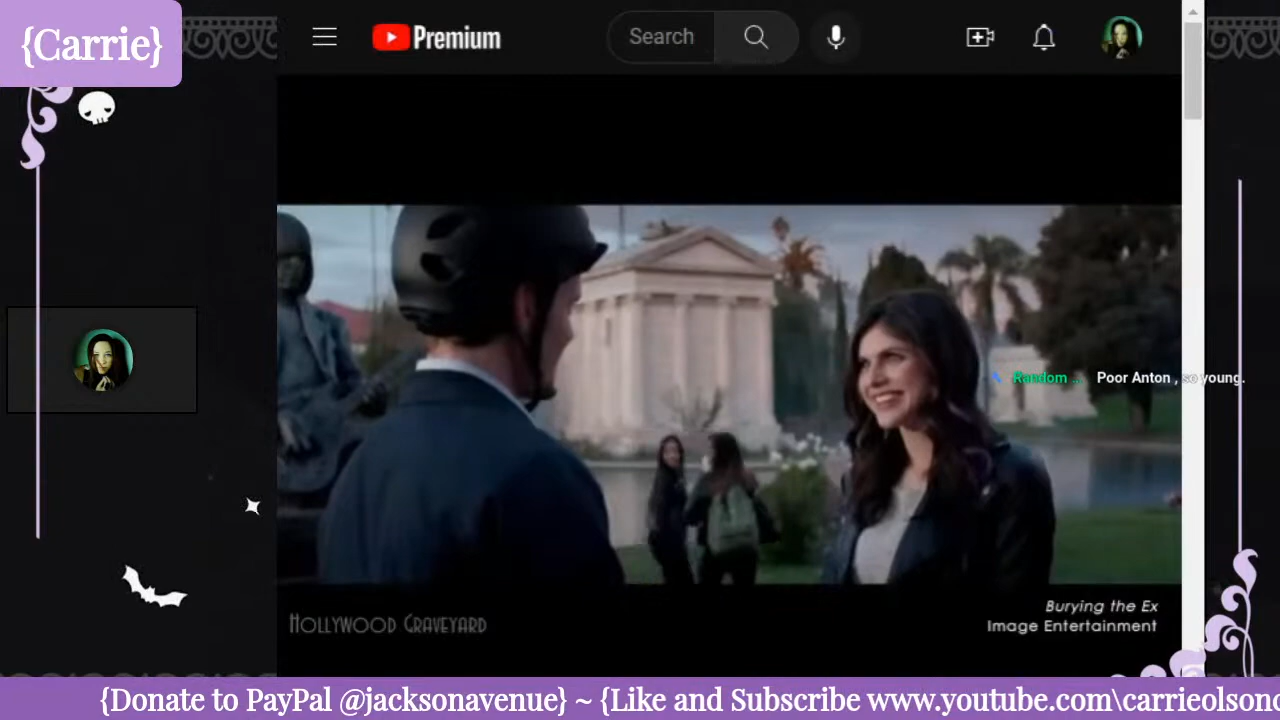 {Carrie}
Premium
Search
Random ... Poor Anton , so young.
Burying the Ex
HOLLYWOOD GRAVEYARD
Image Entertainment
{Donate to PayPal @jacksonavenue} ~ {Like and Subscribe www.youtube.com\carrieolsono